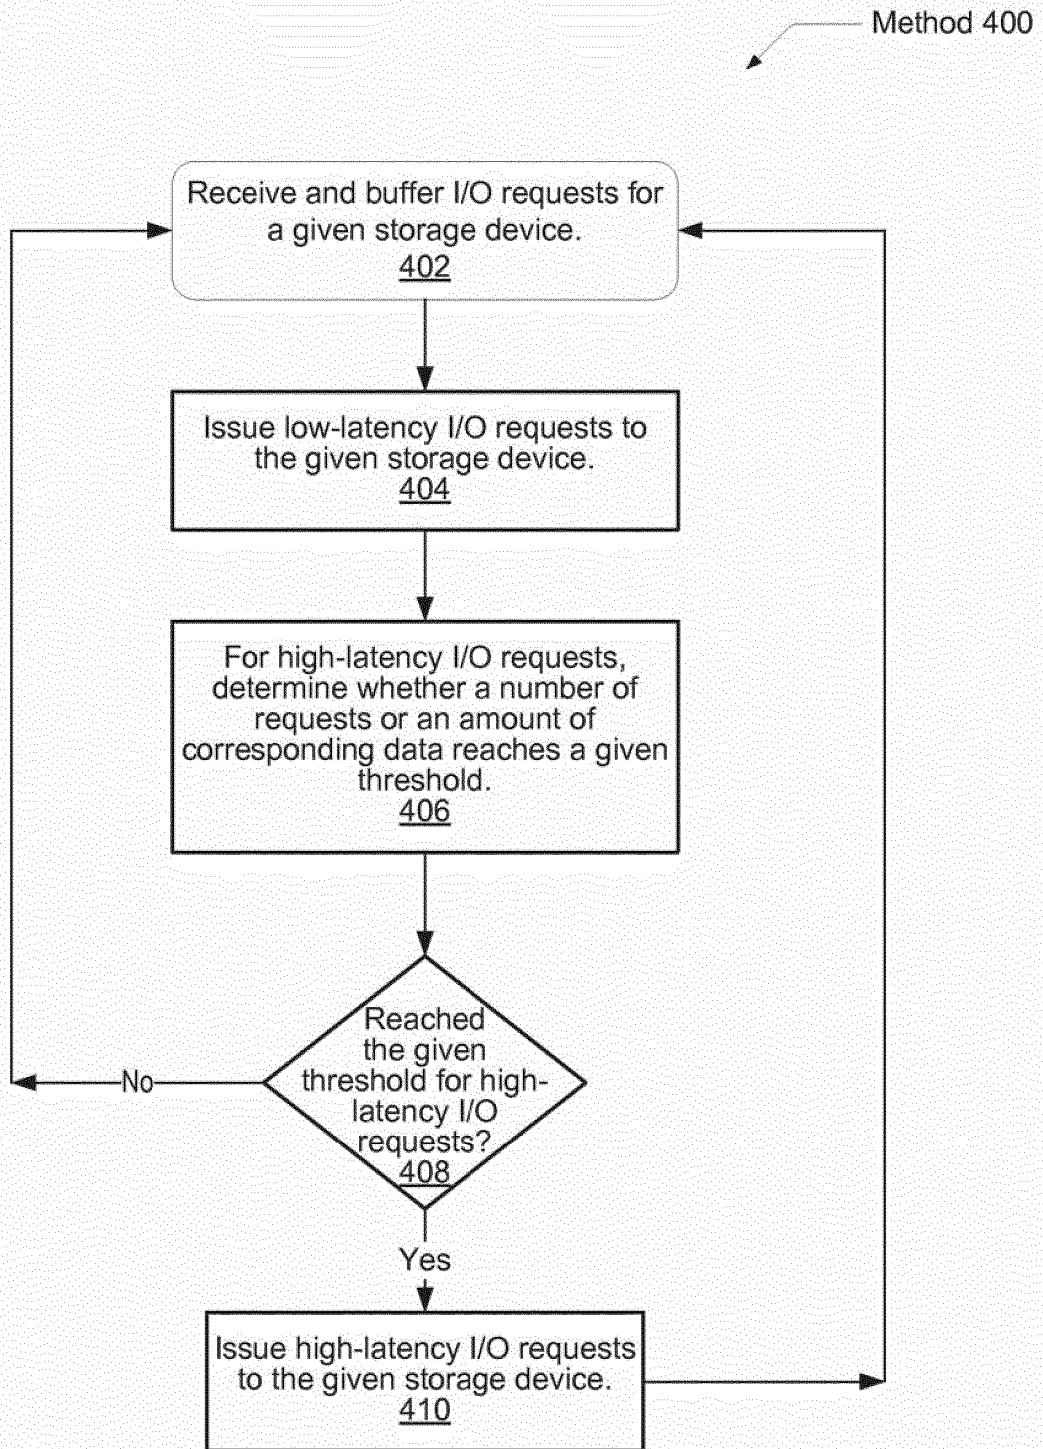 Method 400
Receive and buffer I/O requests for
a given storage device.
402
Issue low-latency I/O requests to
the given storage device.
404
For high-latency I/O requests,
determine whether a number of
requests or an amount of
corresponding data reaches a given
threshold.
406
Reached
the given
threshold for high-
latency I/O
requests?
408
No
Yes
Issue high-latency I/O requests
to the given storage device.
410